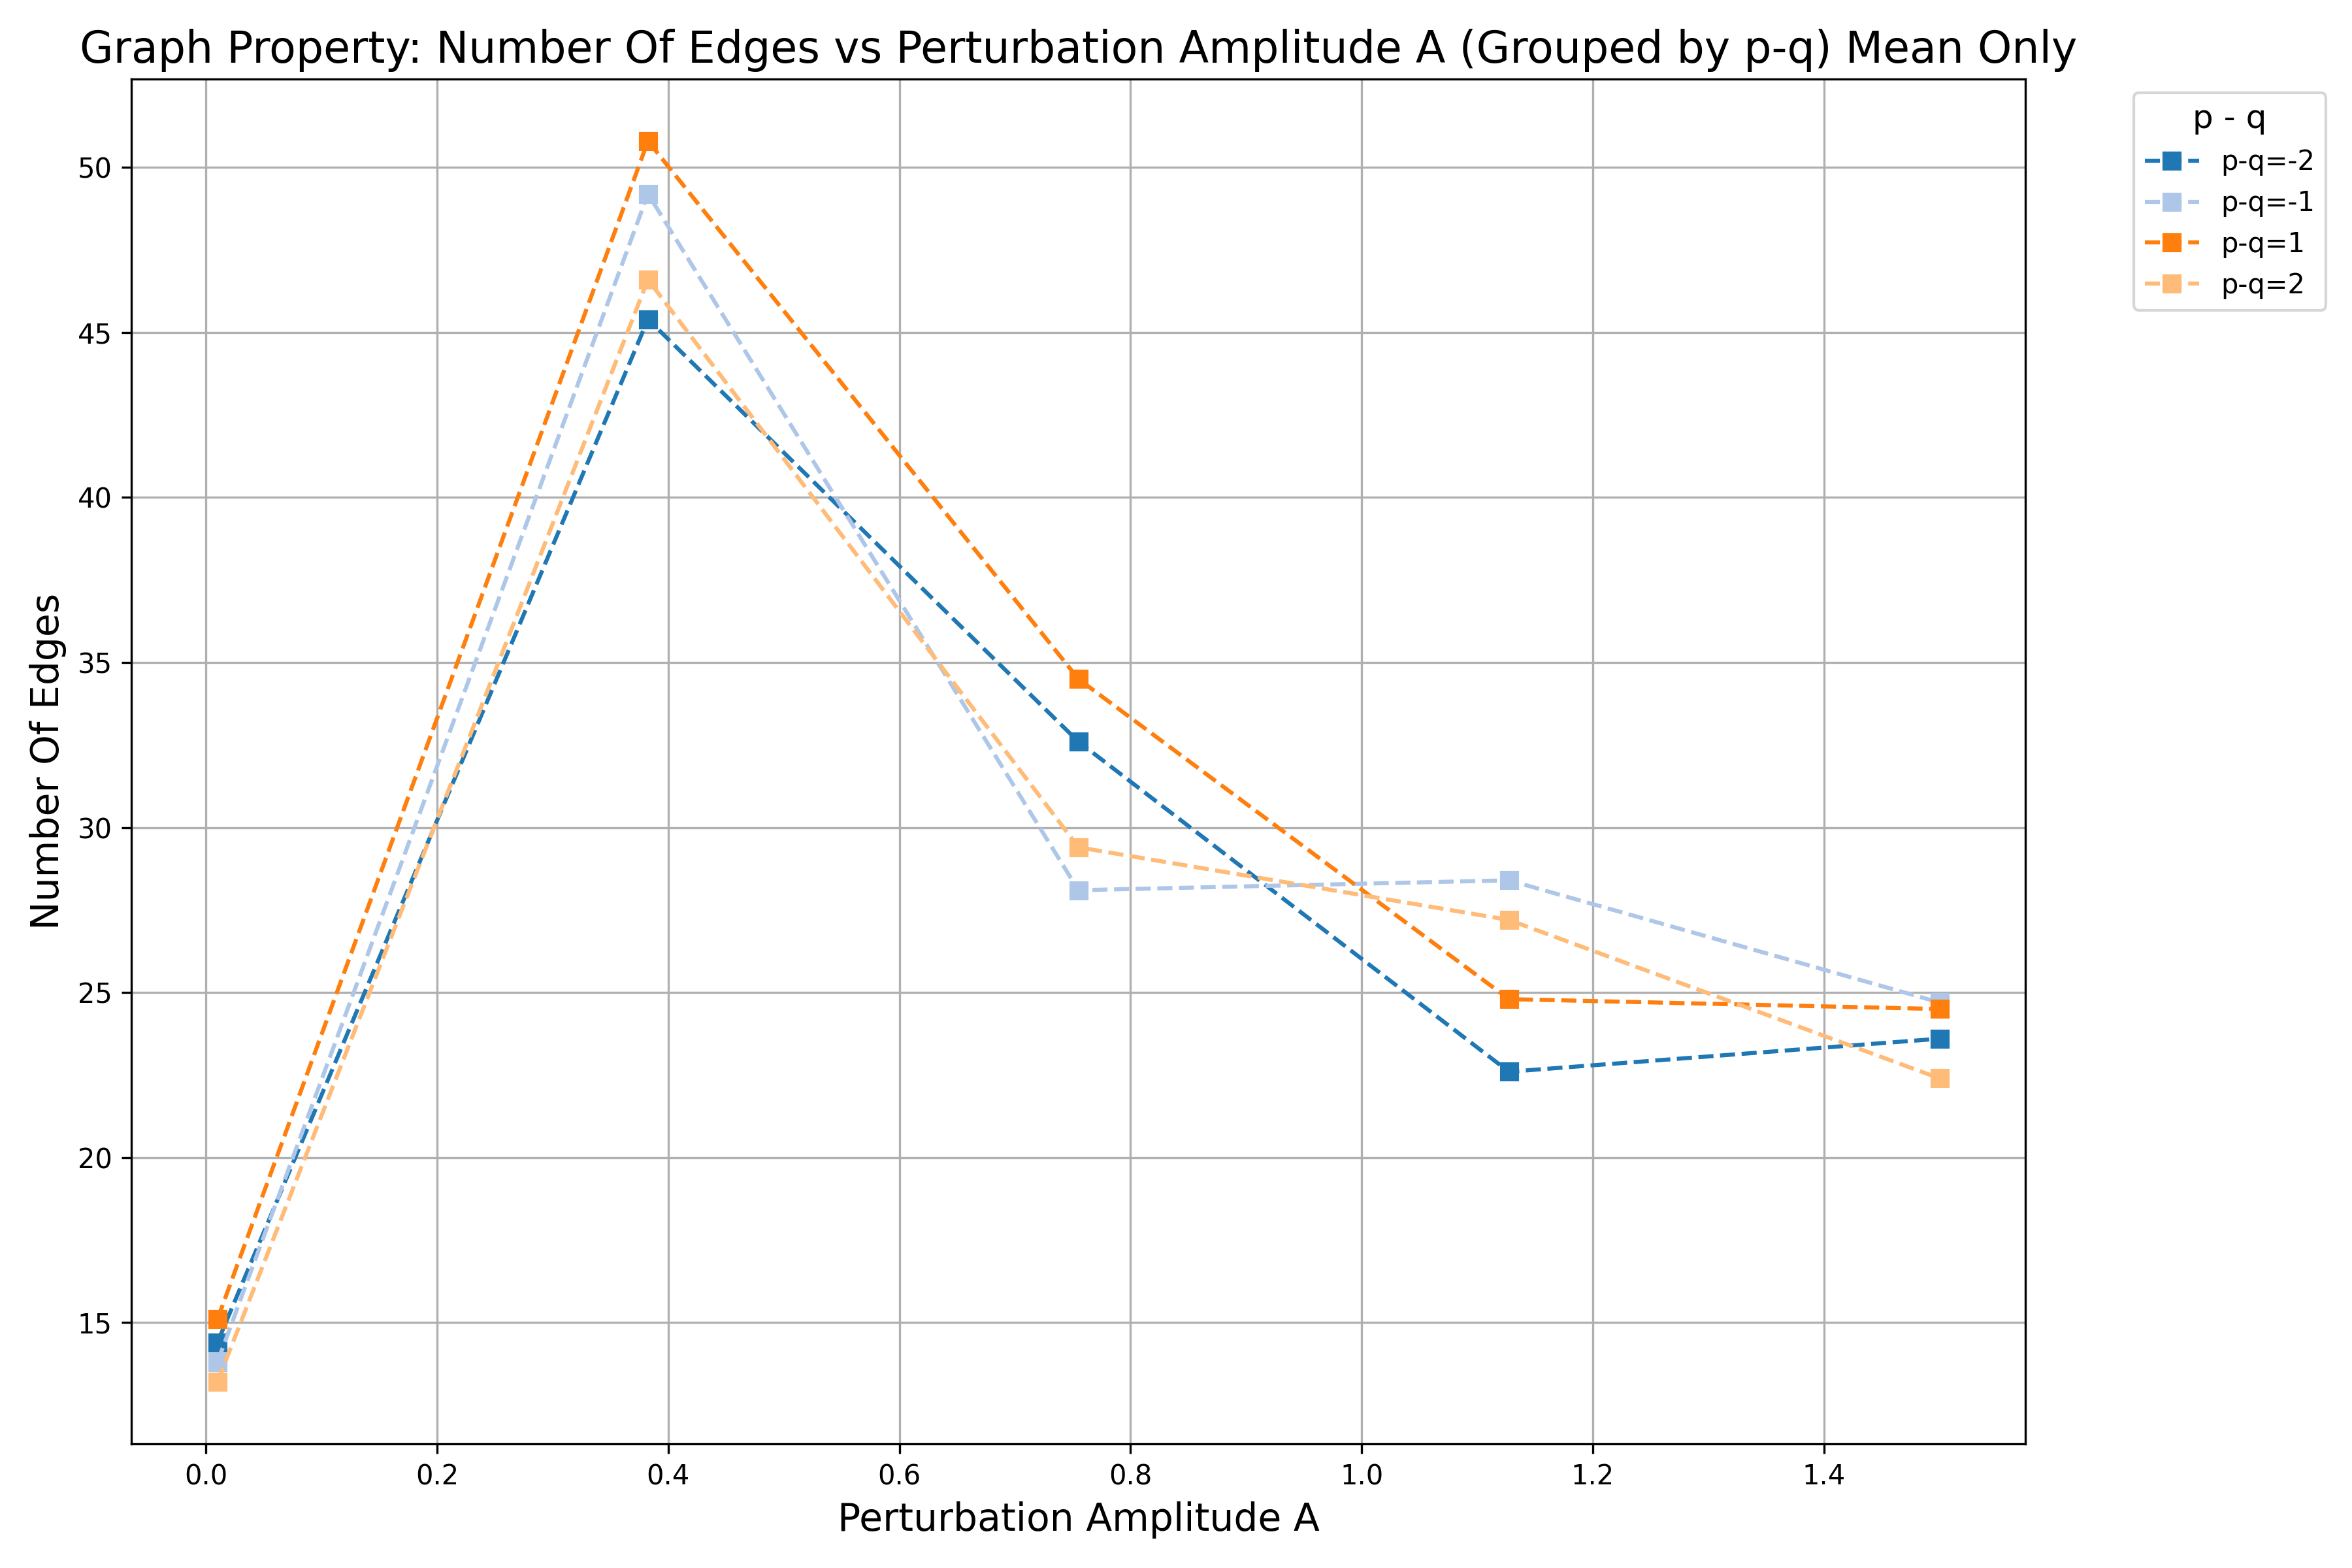 Graph Property: Number Of Edges vs Perturbation Amplitude A (Grouped by p-q) Mean Only
p - q
p-q=-2
p-q=-1
p-q=1
p-q=2
Number Of Edges
50
45
40
35
30
25
20
15
0.0 0.2 0.4 0.6 0.8 1.0 1.2 1.4
Perturbation Amplitude A